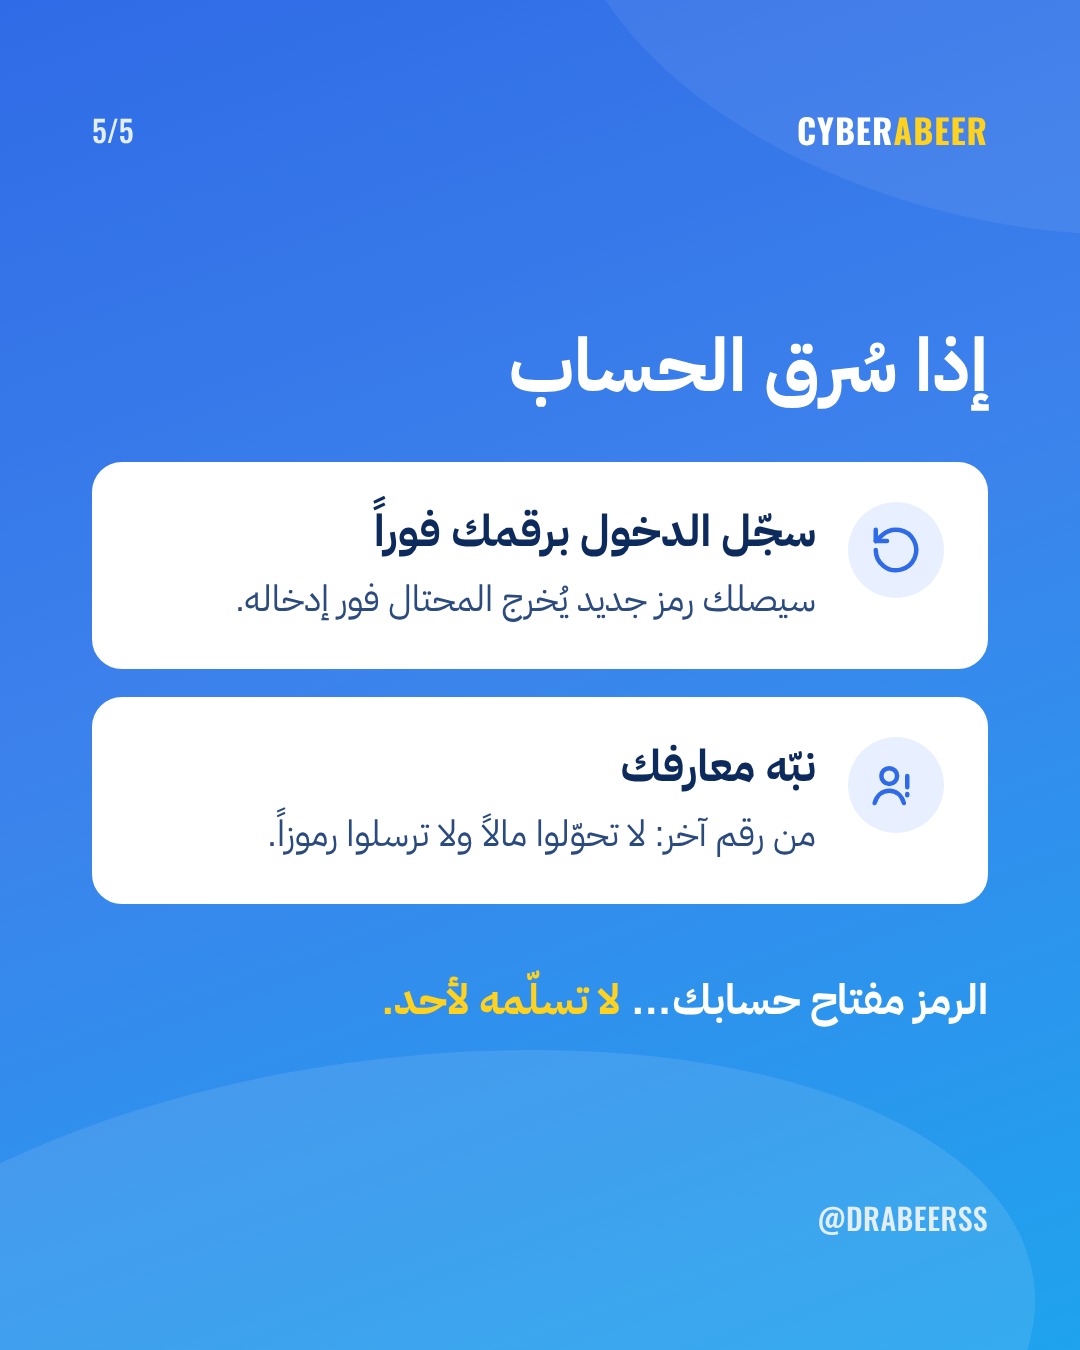 CYBERABEER
5/5
إذا سُرق الحساب
سجّل الدخول برقمك فوراً
سيصلك رمز جديد يُخرج المحتال فور إدخاله.
نبّه معارفك
من رقم آخر: لا تحوّلوا مالاً ولا ترسلوا رموزاً.
الرمز مفتاح حسابك... لا تسلّمه لأحد.
@DRABEERSS